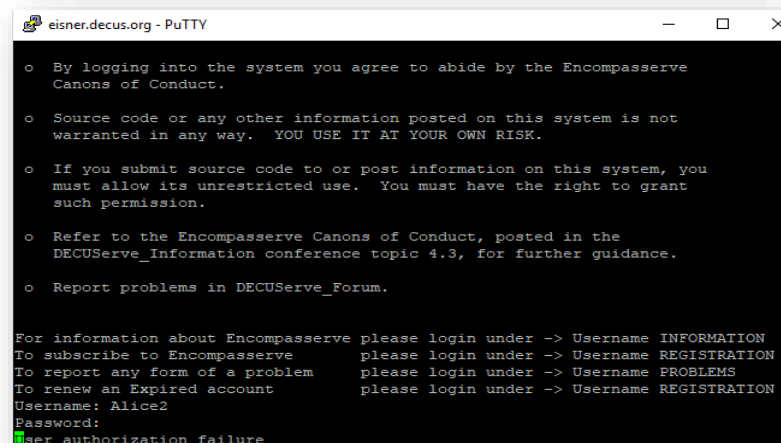 eisner.decus.org - PuTTY
o By logging into the system you agree to abide by the Encompasserve
Canons of Conduct.
o Source code or any other information posted on this system is not
warranted in any way. YOU USE IT AT YOUR OWN RISK.
o If you submit source code to or post information on this system, you
must allow its unrestricted use. You must have the right to grant
such permission.
o Refer to the Encompasserve Canons of Conduct, posted in the
DECUServe_Information conference topic 4.3, for further guidance.
o Report problems in DECUServe_Forum.
For information about Encompasserve please login under -> Username INFORMATION
To subscribe to Encompasserve please login under -> Username REGISTRATION
To report any form of a problem please login under -> Username PROBLEMS
To renew an Expired account please login under -> Username REGISTRATION
Username: Alice2
Password:
User authorization failure